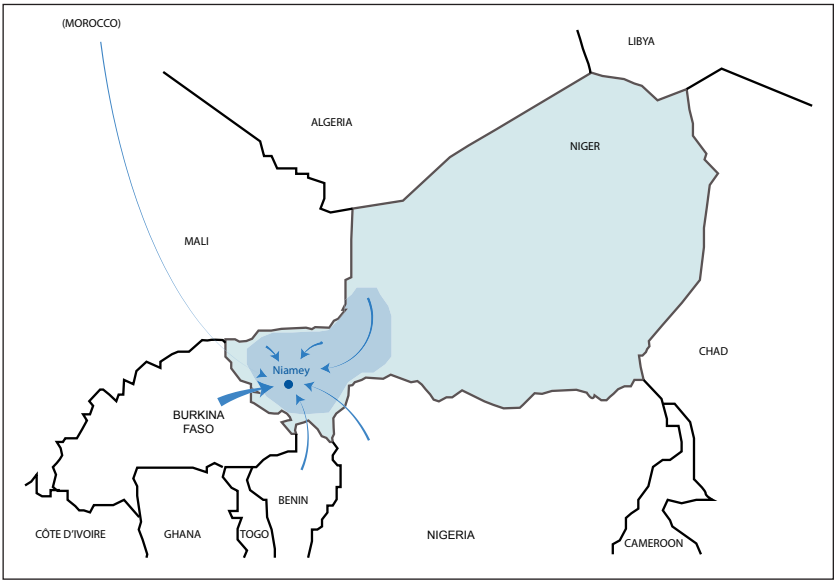 (MOROCCO)
LIBYA
ALGERIA
NIGER
MALI
CHAD
Niamey
BURKINA
FASO
BENIN
CÔTE D'IVOIRE
GHANA
TOGO
NIGERIA
CAMEROON